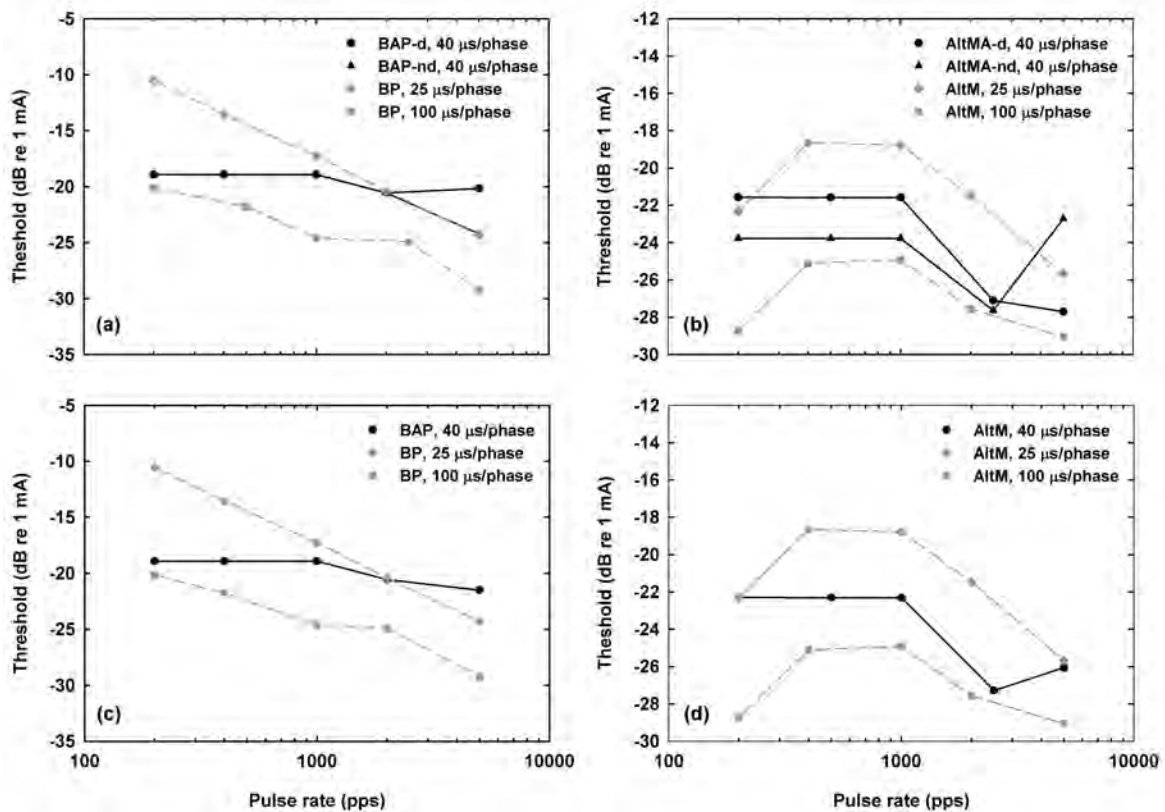 -5
-10
-15
-20
-25
-30
-35
Theshold (dB re 1 mA)
BAP-d, 40 μs/phase
BAP-nd, 40 μs/phase
BP, 25 μs/phase
BP, 100 μs/phase
(a)
-12
-14
-16
-18
-20
-22
-24
-26
-28
-30
Threshold (dB re 1 mA)
AltMA-d, 40 μs/phase
AltMA-nd, 40 μs/phase
AltM, 25 μs/phase
AltM, 100 μs/phase
(b)
100
1000
10000
100
1000
10000
-5
-10
-15
-20
-25
-30
-35
Threshold (dB re 1 mA)
BAP, 40 μs/phase
BP, 25 μs/phase
BP, 100 μs/phase
(c)
100
1000
10000
Pulse rate (pps)
-12
-14
-16
-18
-20
-22
-24
-26
-28
-30
Theshold (dB re 1 mA)
AltM, 40 μs/phase
AltM, 25 μs/phase
AltM, 100 μs/phase
(d)
100
1000
10000
Pulse rate (pps)